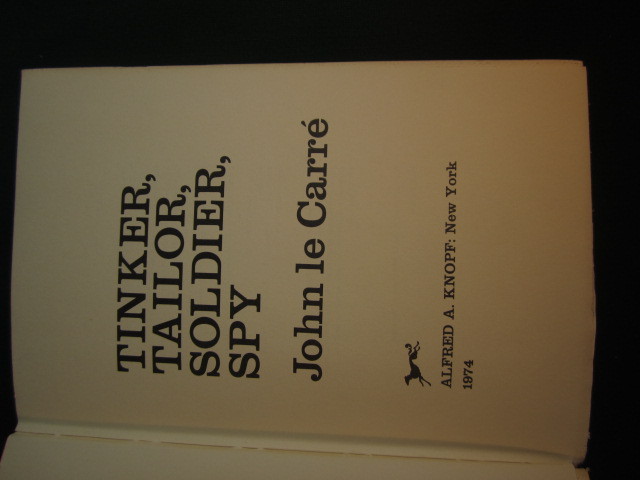 TINKER,
TAILOR,
SOLDIER,
SPY
John le Carré
ALFRED A. KNOPF: New York
1974